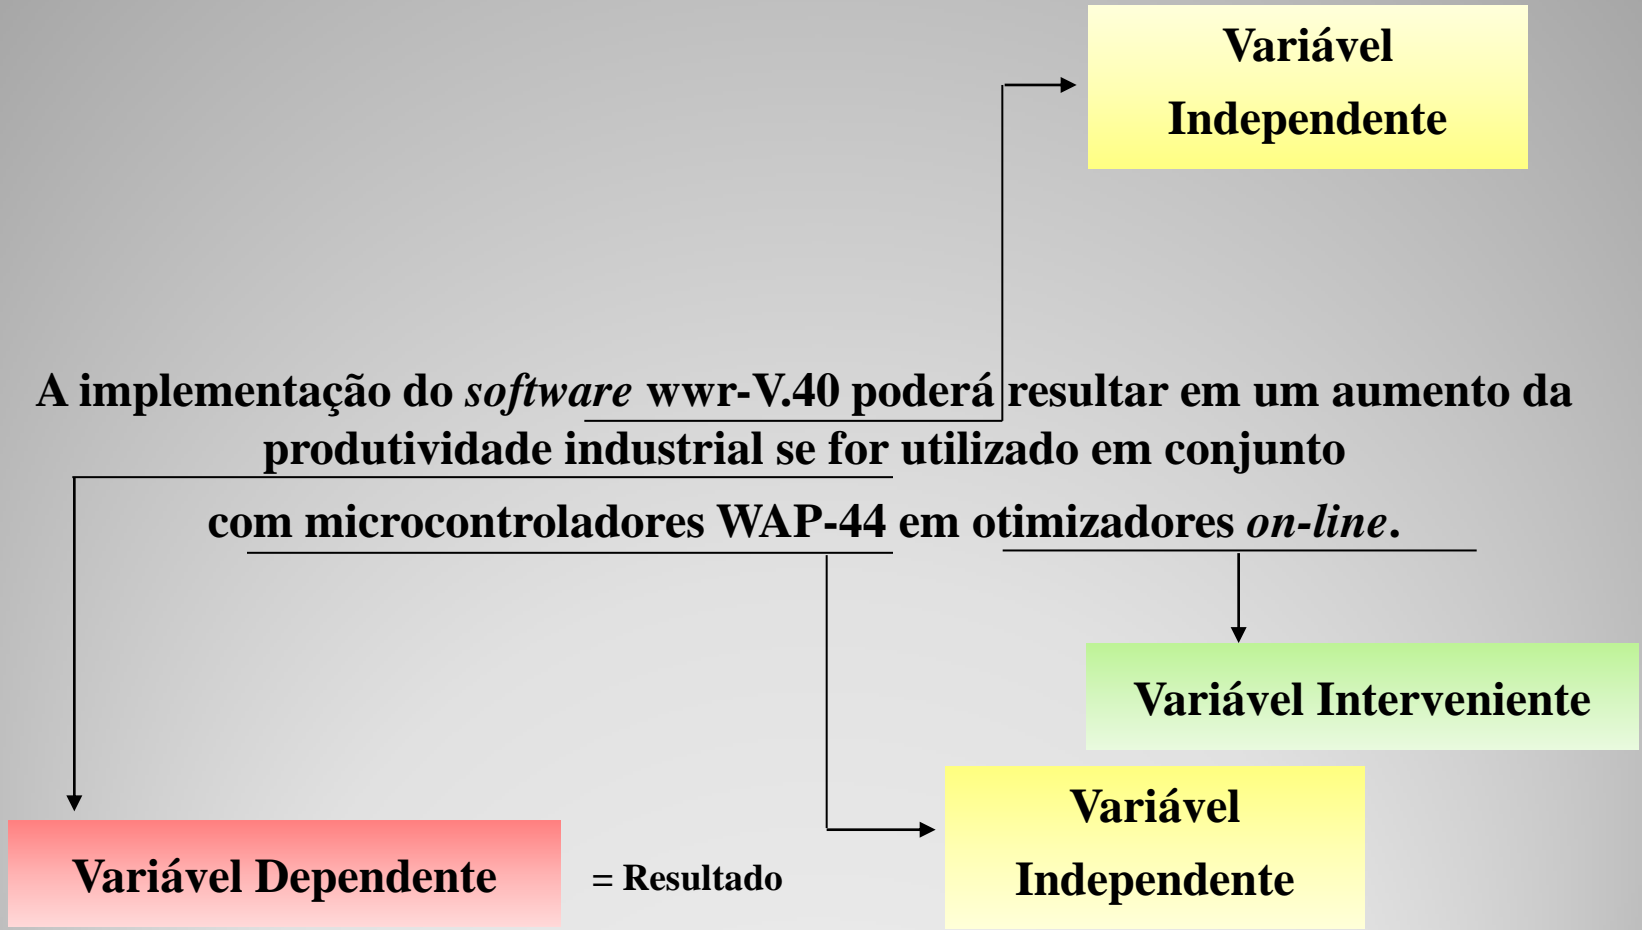 Variável
Independente
A implementação do software wwr-V.40 poderá resultar em um aumento da
produtividade industrial se for utilizado em conjunto
com microcontroladores WAP-44 em otimizadores on-line.
Variável Interveniente
Variável
Independente
Variável Dependente
= Resultado